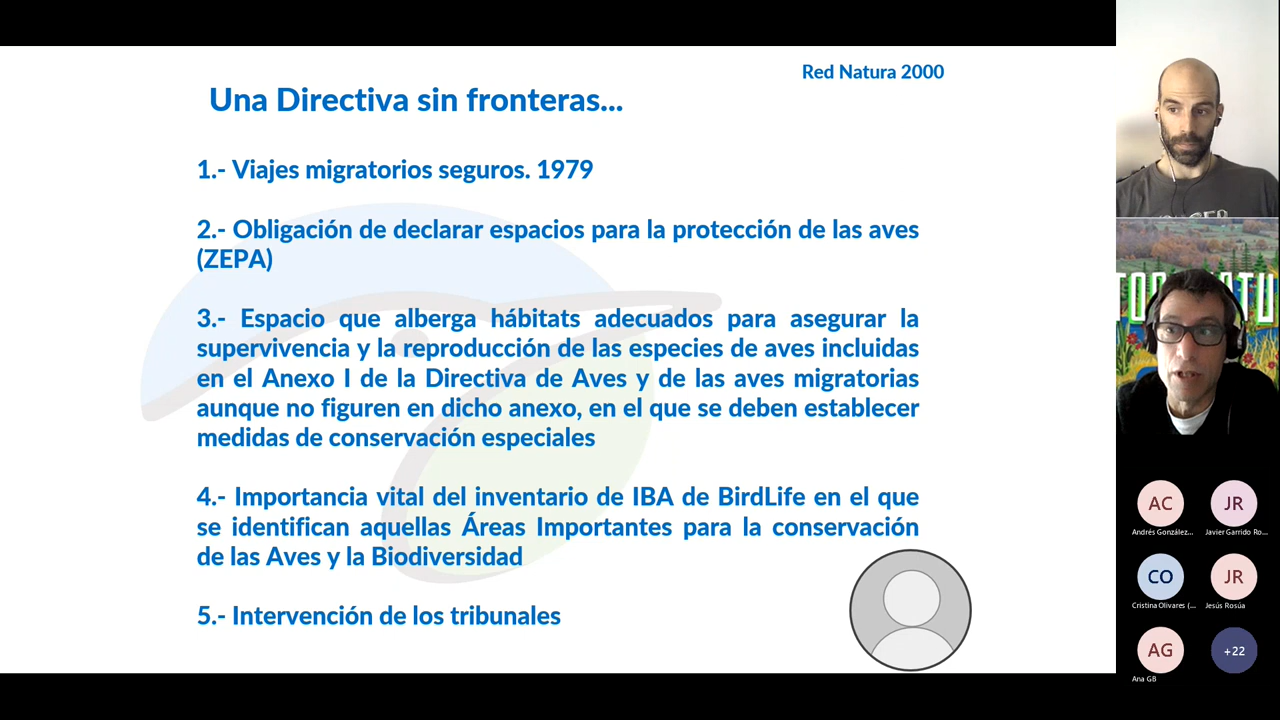 Red Natura 2000
Una Directiva sin fronteras...
1.- Viajes migratorios seguros. 1979
2.- Obligación de declarar espacios para la protección de las aves
(ZEPA)
3.- Espacio que alberga hábitats adecuados para asegurar la
supervivencia y la reproducción de las especies de aves incluidas
en el Anexo I de la Directiva de Aves y de las aves migratorias
aunque no figuren en dicho anexo, en el que se deben establecer
medidas de conservación especiales
4.- Importancia vital del inventario de IBA de BirdLife en el que
se identifican aquellas Áreas Importantes para la conservación
de las Aves y la Biodiversidad
5.- Intervención de los tribunales
AC
JR
Andrés González...
Javier Garrido Ro...
CO
JR
Cristina Olivares (...
Jesús Rosúa
AG
+22
Ana GB